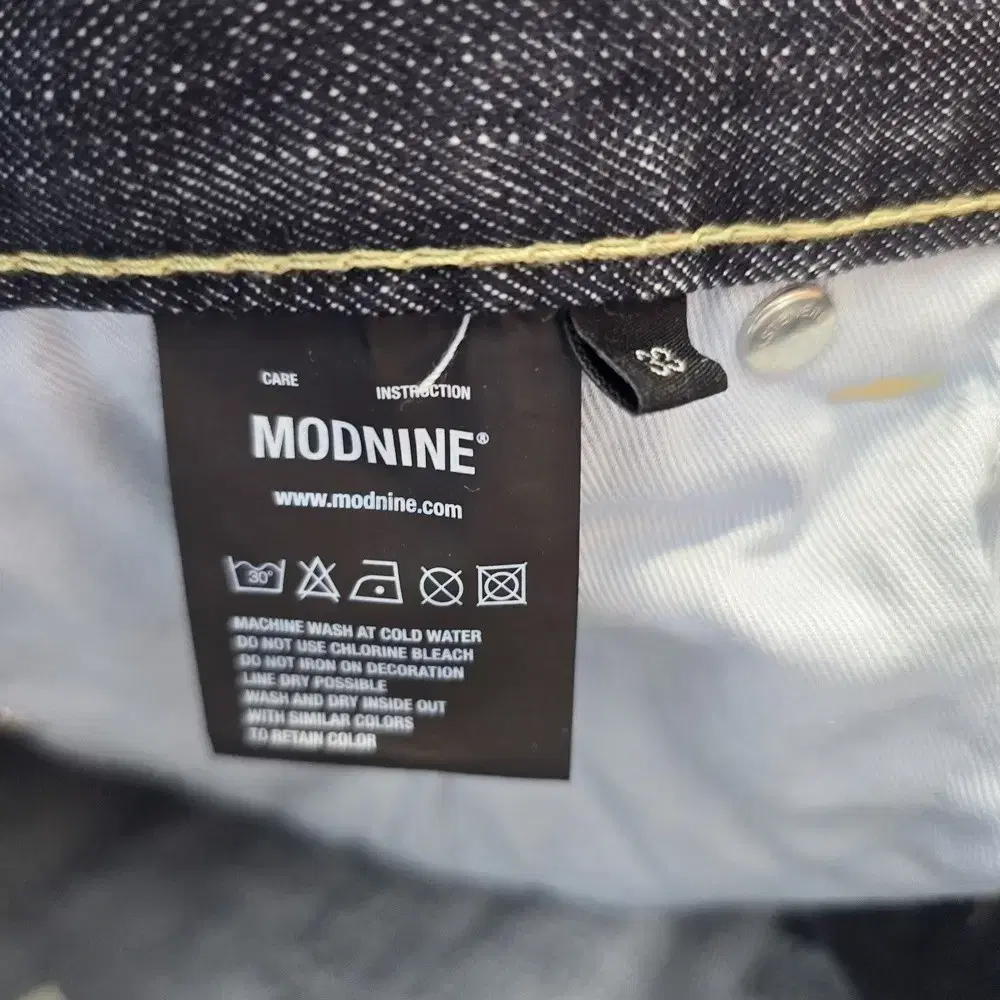 CARE INSTRUCTION
MODNINE®
www.modnine.com
30°
MACHINE WASH AT COLD WATER
DO NOT USE CHLORINE BLEACH
DO NOT IRON ON DECORATION
LINE DRY POSSIBLE
WASH AND DRY INSIDE OUT
WITH SIMILAR COLORS
TO RETAIN COLOR
33